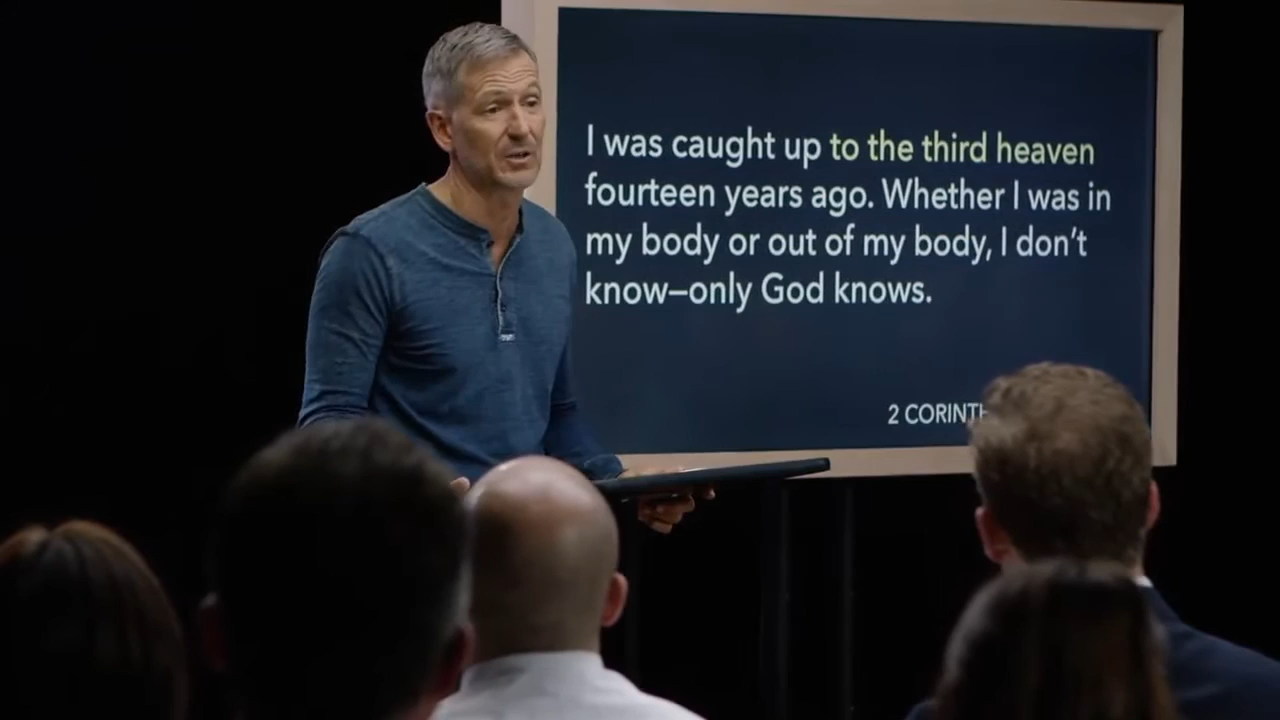 I was caught up to the third heaven
fourteen years ago. Whether I was in
my body or out of my body, I don’t
know—only God knows.
2